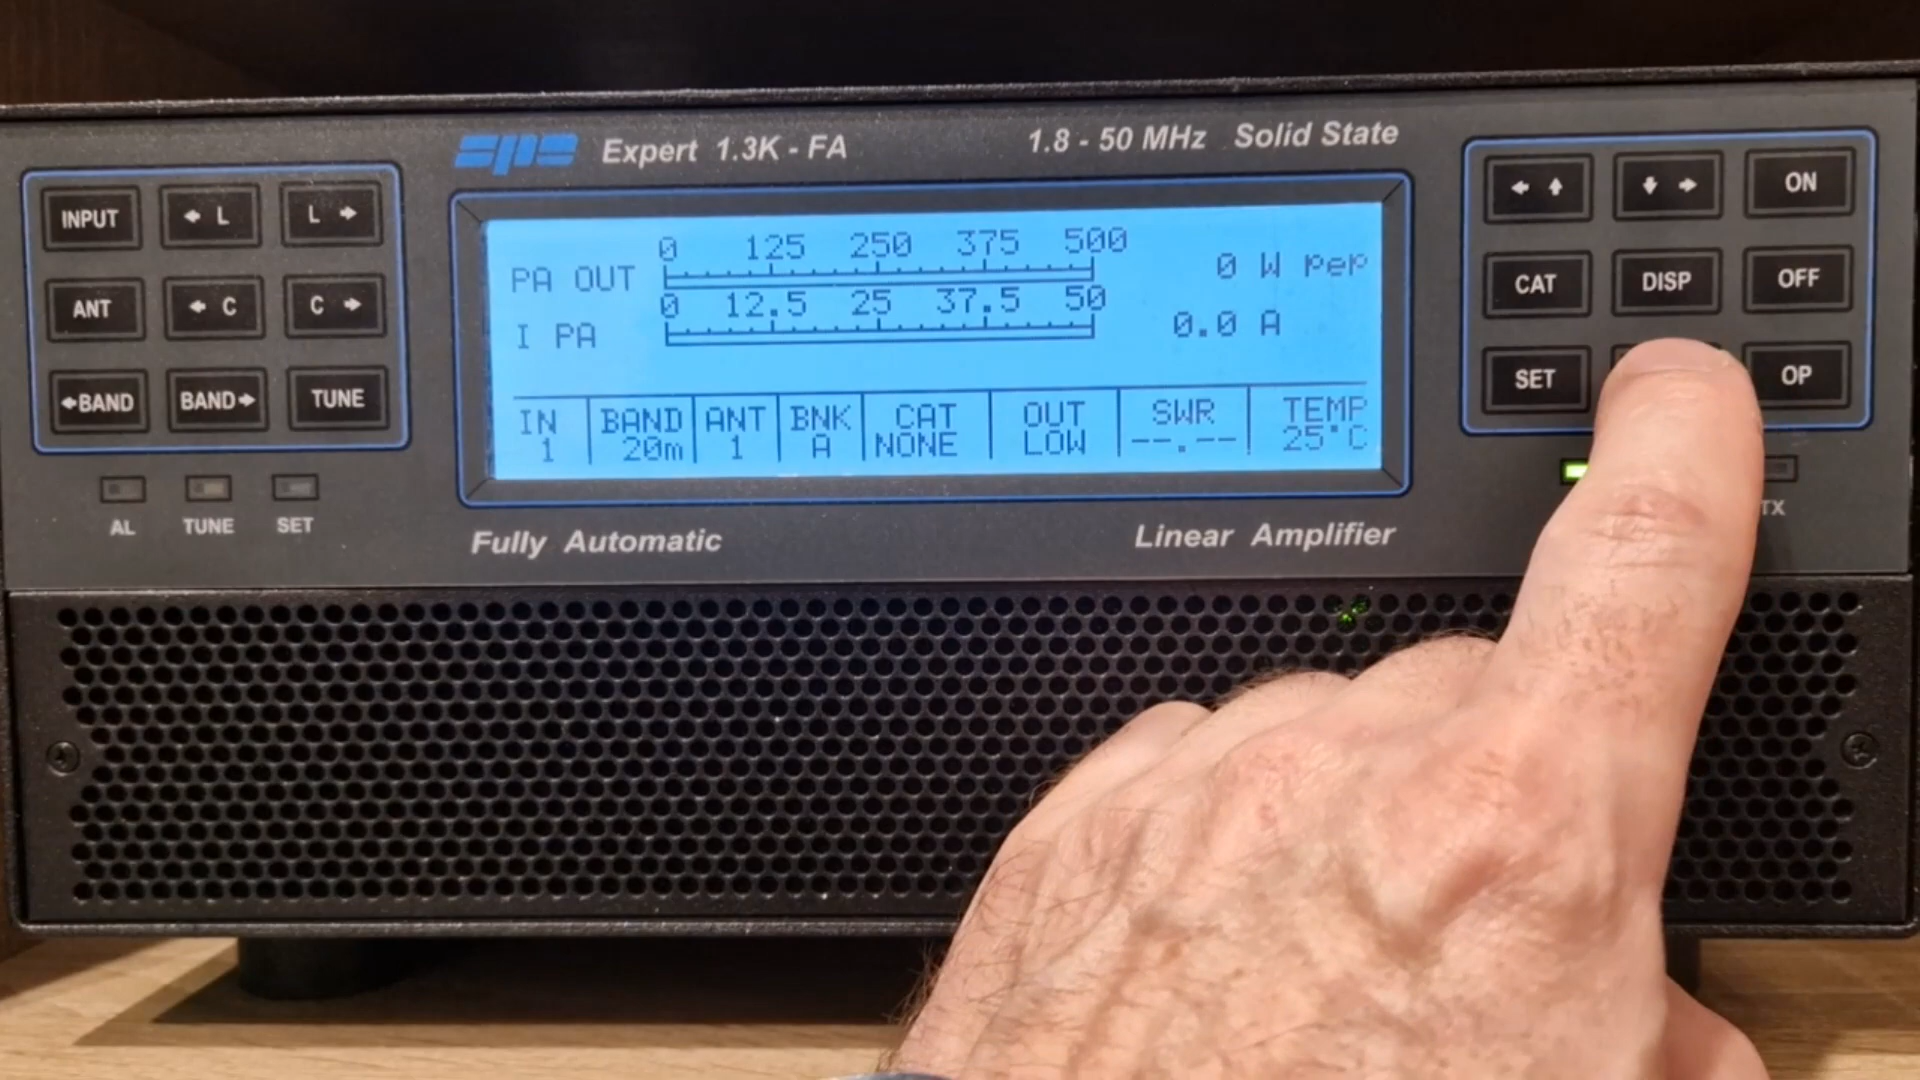 spe Expert 1.3K - FA 1.8 - 50 MHz Solid State
INPUT ← L L →
ANT ← C C →
←BAND BAND→ TUNE
AL TUNE SET
0 125 250 375 500
PA OUT 0 W pep
0 12.5 25 37.5 50
I PA 0.0 A
IN BAND ANT BNK CAT OUT SWR TEMP
1 20m 1 A NONE LOW --.-- 25°C
Fully Automatic Linear Amplifier
← ↑ ↓ → ON
CAT DISP OFF
SET OP
TX